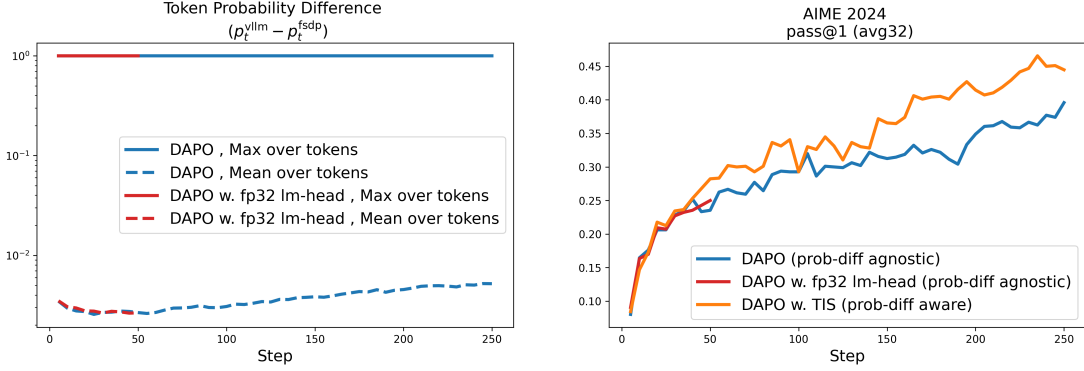 Token Probability Difference
(p_t^vllm − p_t^fsdp)
10⁰
10⁻¹
10⁻²
DAPO , Max over tokens
DAPO , Mean over tokens
DAPO w. fp32 lm-head , Max over tokens
DAPO w. fp32 lm-head , Mean over tokens
0 50 100 150 200 250
Step
AIME 2024
pass@1 (avg32)
0.45
0.40
0.35
0.30
0.25
0.20
0.15
0.10
DAPO (prob-diff agnostic)
DAPO w. fp32 lm-head (prob-diff agnostic)
DAPO w. TIS (prob-diff aware)
0 50 100 150 200 250
Step